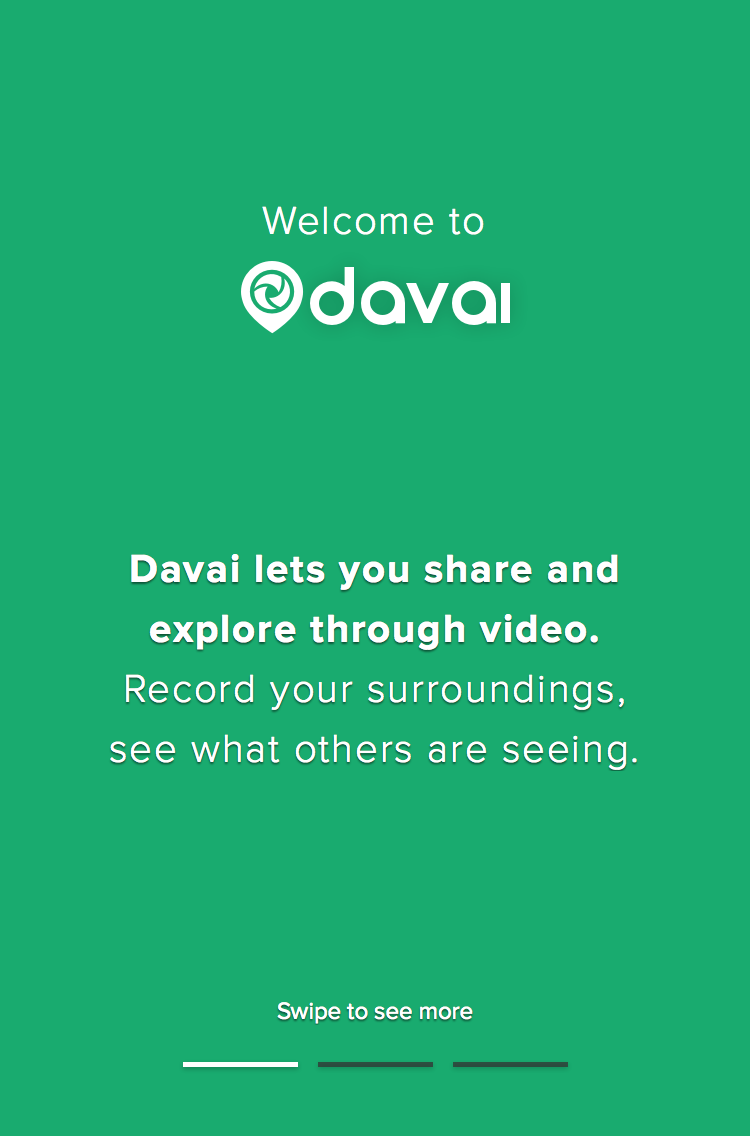 Welcome to
davai
Davai lets you share and
explore through video.
Record your surroundings,
see what others are seeing.
Swipe to see more